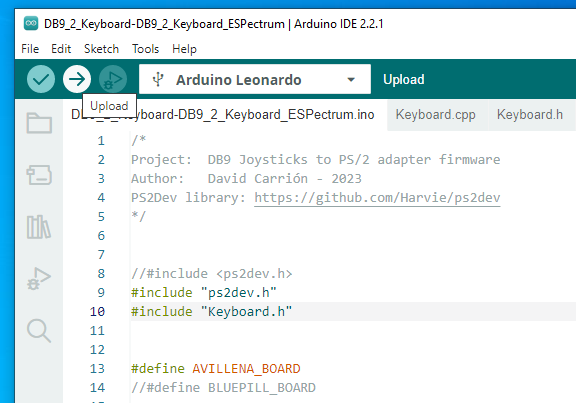 DB9_2_Keyboard-DB9_2_Keyboard_ESPectrum | Arduino IDE 2.2.1
File Edit Sketch Tools Help
Arduino Leonardo Upload
Upload
DB9_2_Keyboard-DB9_2_Keyboard_ESPectrum.ino Keyboard.cpp Keyboard.h
1 /*
2 Project: DB9 Joysticks to PS/2 adapter firmware
3 Author: David Carrión - 2023
4 PS2Dev library: https://github.com/Harvie/ps2dev
5 */
6
7
8 //#include <ps2dev.h>
9 #include "ps2dev.h"
10 #include "Keyboard.h"
11
12
13 #define AVILLENA_BOARD
14 //#define BLUEPILL_BOARD